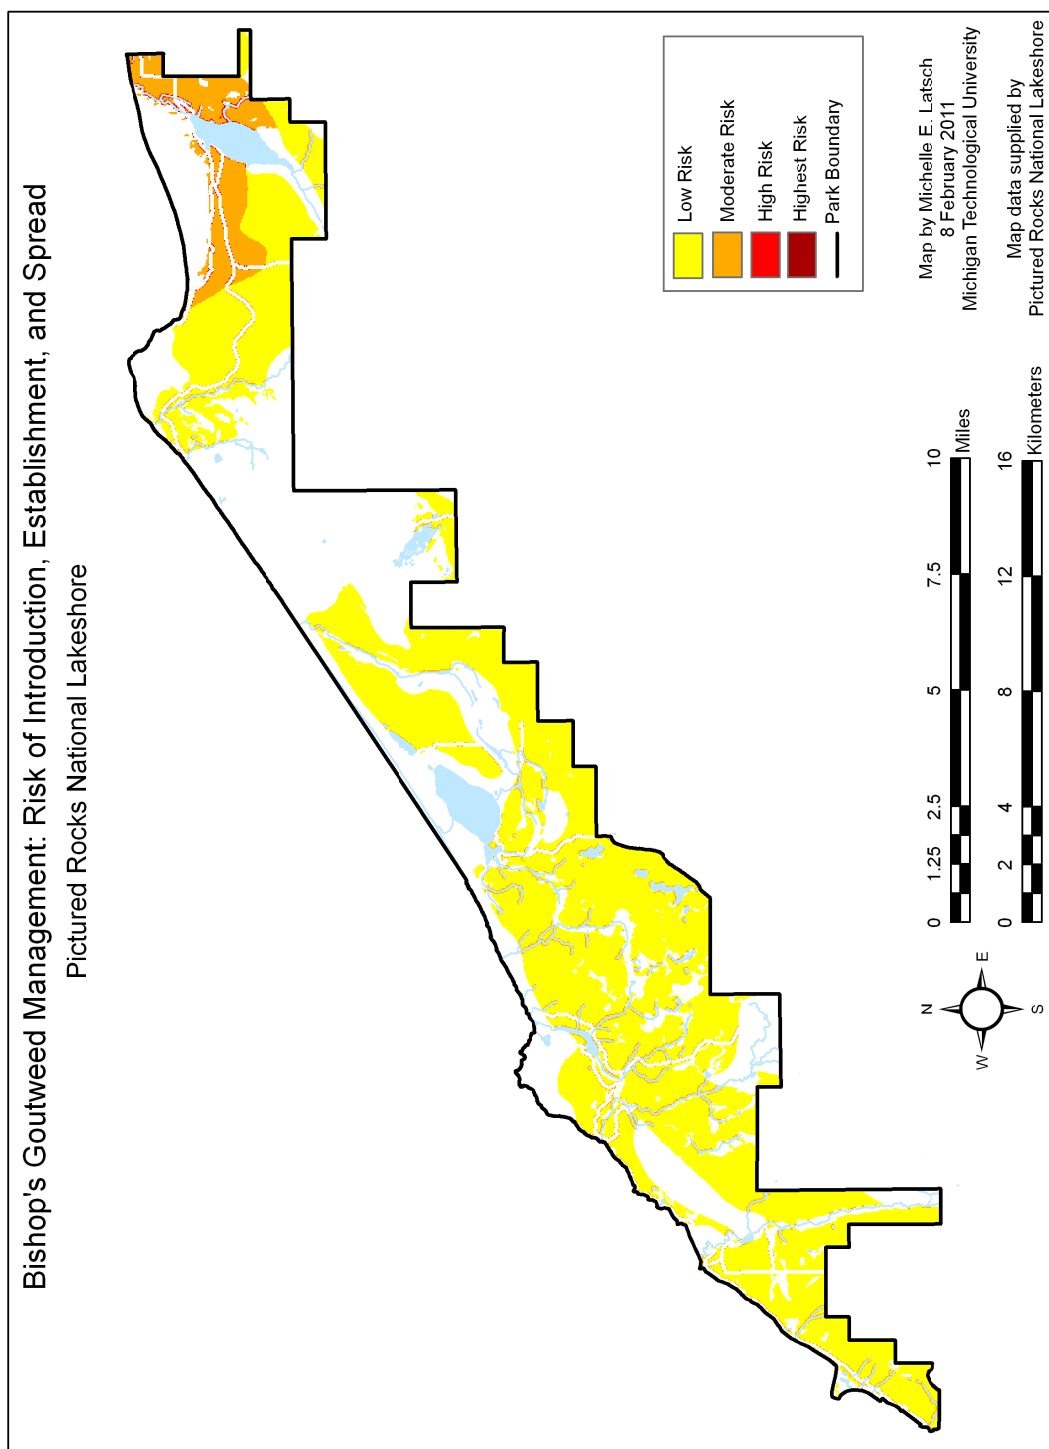 Bishop's Goutweed Management: Risk of Introduction, Establishment, and Spread
Pictured Rocks National Lakeshore
Low Risk
Moderate Risk
High Risk
Highest Risk
Park Boundary
Map by Michelle E. Latsch
8 February 2011
Michigan Technological University
Map data supplied by
Pictured Rocks National Lakeshore
N
W
E
S
0 1.25 2.5 5 7.5 10
Miles
0 2 4 8 12 16
Kilometers